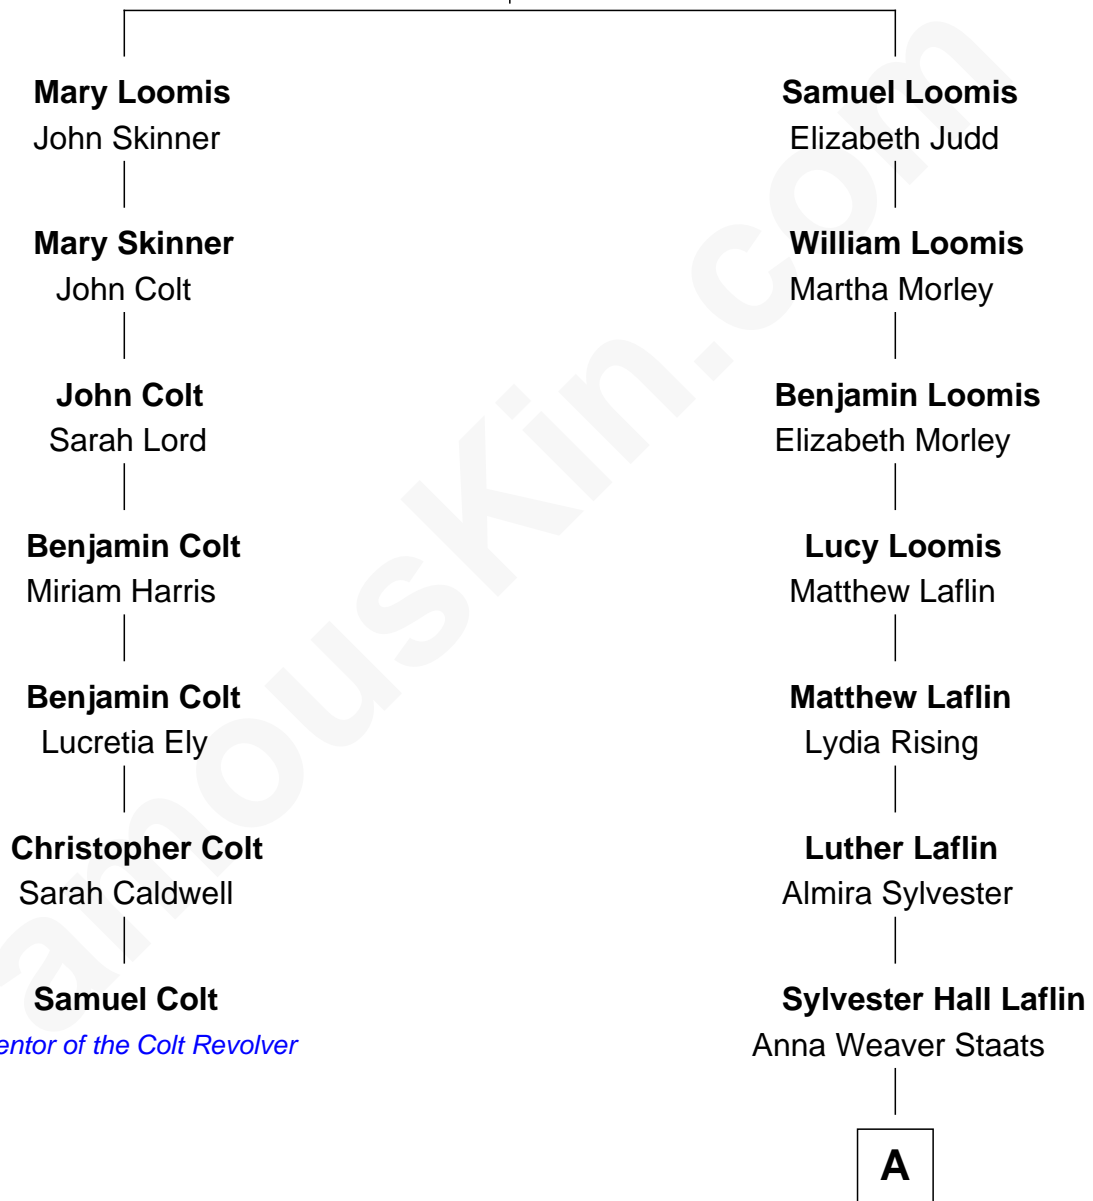 Mary Loomis
John Skinner
Mary Skinner
John Colt
John Colt
Sarah Lord
Benjamin Colt
Miriam Harris
Benjamin Colt
Lucretia Ely
Christopher Colt
Sarah Caldwell
Samuel Colt
entor of the Colt Revolver
Samuel Loomis
Elizabeth Judd
William Loomis
Martha Morley
Benjamin Loomis
Elizabeth Morley
Lucy Loomis
Matthew Laflin
Matthew Laflin
Lydia Rising
Luther Laflin
Almira Sylvester
Sylvester Hall Laflin
Anna Weaver Staats
A
amousKin.com